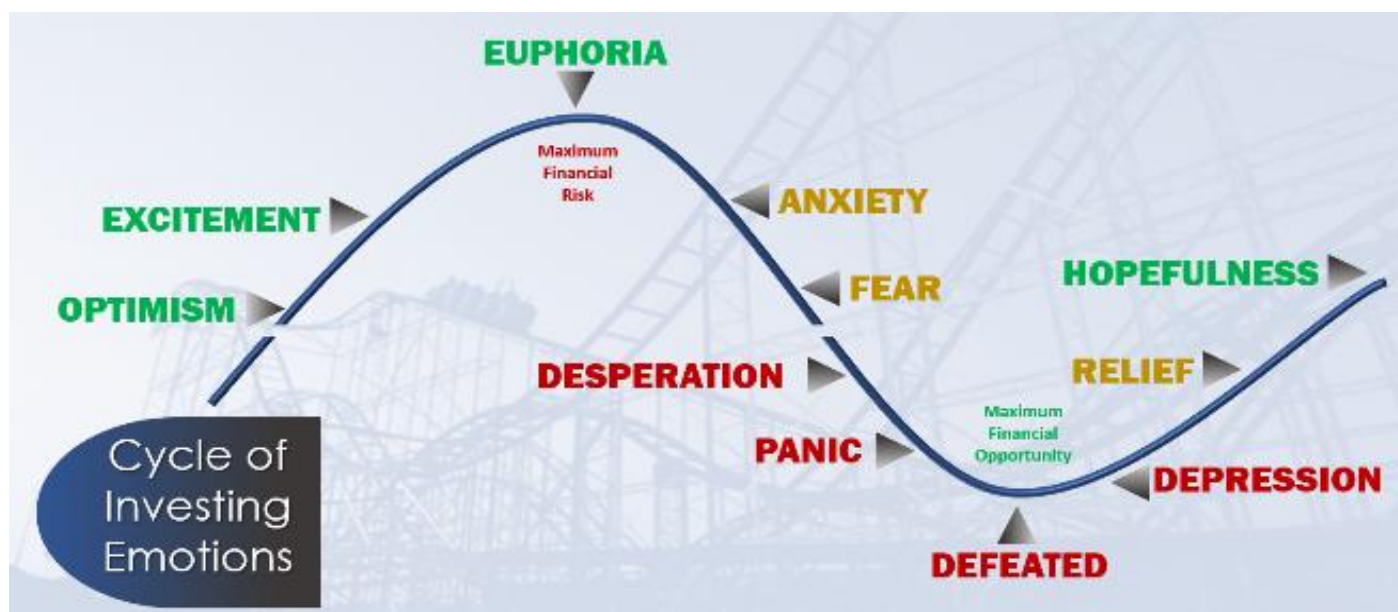 EUPHORIA
Maximum
Financial
Risk
EXCITEMENT
OPTIMISM
ANXIETY
FEAR
DESPERATION
PANIC
Maximum
Financial
Opportunity
DEFEATED
DEPRESSION
RELIEF
HOPEFULNESS
Cycle of
Investing
Emotions